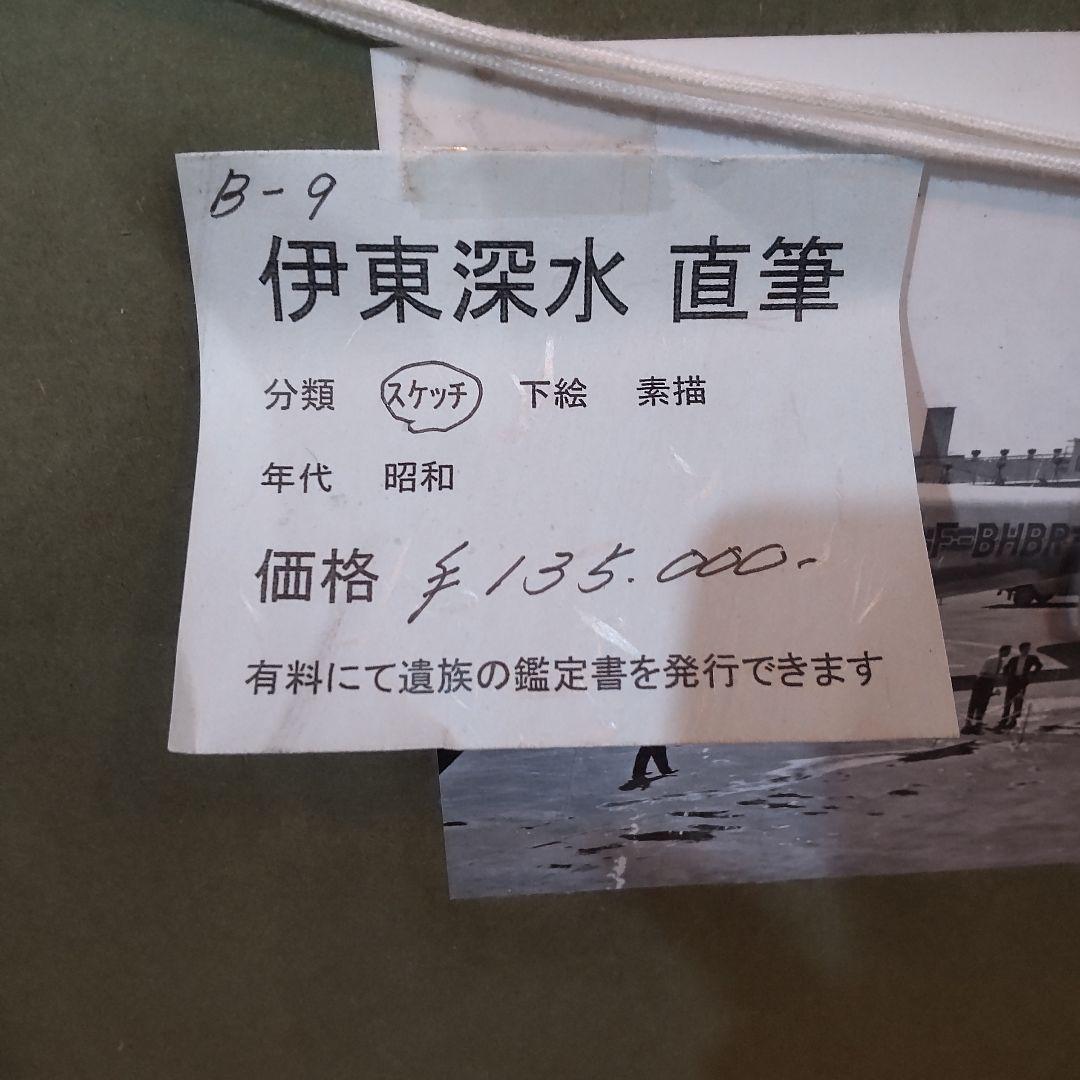 B-9
伊東深水 直筆
分類 スケッチ 下絵 素描
年代 昭和
価格 ¥135.000-
有料にて遺族の鑑定書を発行できます
F-BHBR